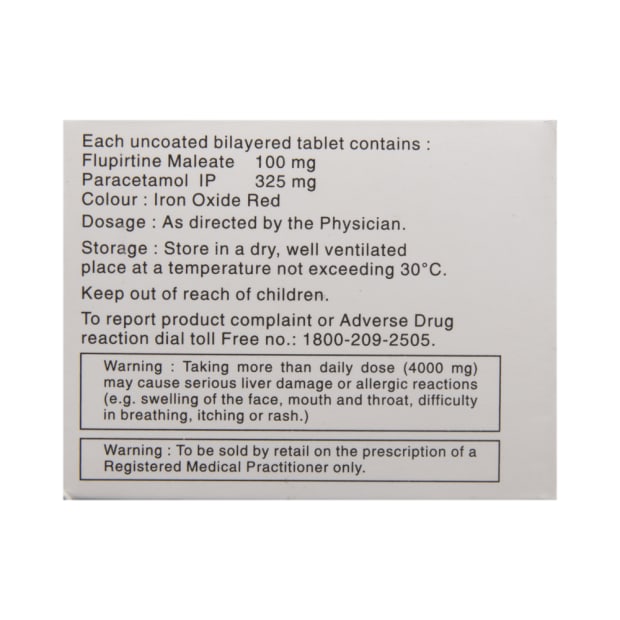 Each uncoated bilayered tablet contains :
Flupirtine Maleate 100 mg
Paracetamol IP 325 mg
Colour : Iron Oxide Red
Dosage : As directed by the Physician.
Storage : Store in a dry, well ventilated
place at a temperature not exceeding 30°C.
Keep out of reach of children.
To report product complaint or Adverse Drug
reaction dial toll Free no.: 1800-209-2505.
Warning : Taking more than daily dose (4000 mg)
may cause serious liver damage or allergic reactions
(e.g. swelling of the face, mouth and throat, difficulty
in breathing, itching or rash.)
Warning : To be sold by retail on the prescription of a
Registered Medical Practitioner only.